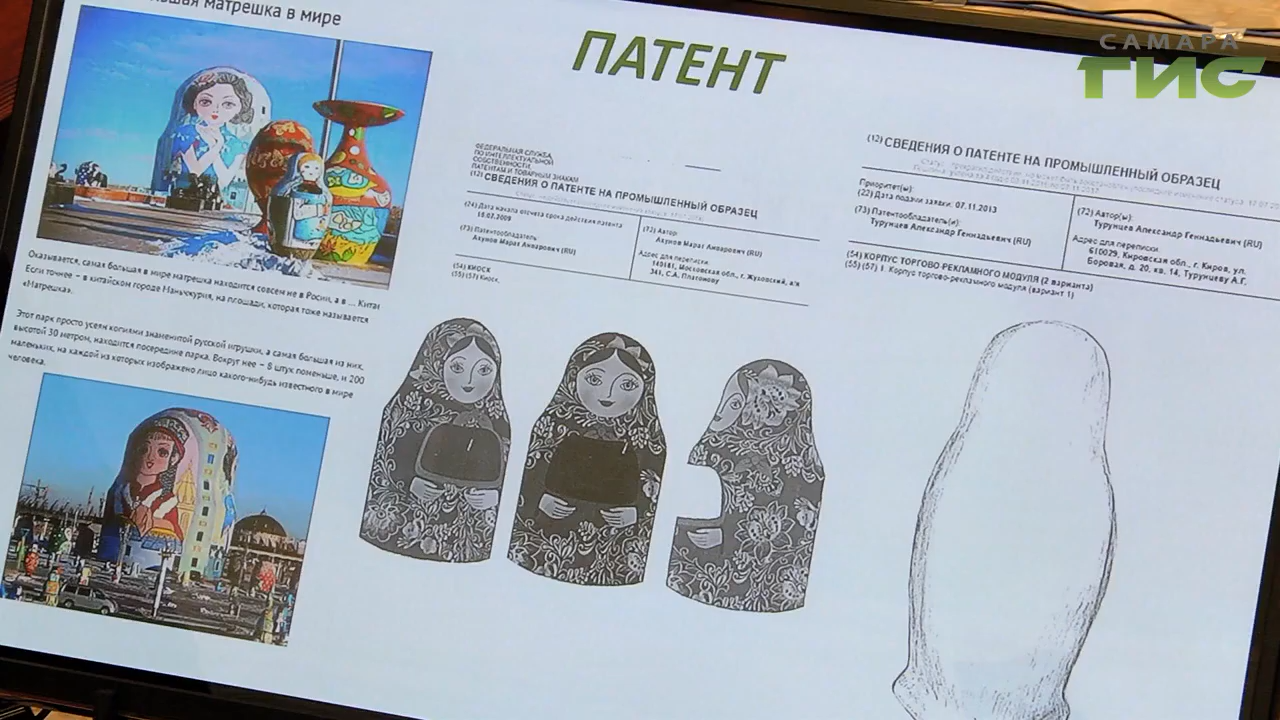 матрешка в мире
ПАТЕНТ
САМАРА
ГИС
Оказывается, самая большая в мире матрешка находится совсем не в Росии, а в ... Китае
Если точнее – в китайском городе Маньчжурия, на площади, которая тоже называется
«Матрешка».
Этот парк просто усеян копиями знаменитой русской игрушки, а самая большая из них,
высотой 30 метром, находится посередине парка. Вокруг нее – 8 штук поменьше, и 200
маленьких, на каждой из которых изображено лицо какого-нибудь известного в мире
человека.
ФЕДЕРАЛЬНАЯ СЛУЖБА
ПО ИНТЕЛЛЕКТУАЛЬНОЙ
СОБСТВЕННОСТИ,
ПАТЕНТАМ И ТОВАРНЫМ ЗНАКАМ
(12) СВЕДЕНИЯ О ПАТЕНТЕ НА ПРОМЫШЛЕННЫЙ ОБРАЗЕЦ
(24) Дата начала отсчета срока действия патента
(73) Патентообладатель
Ахунов Марат Анварович (RU)
(72) Автор:
Ахунов Марат Анварович (RU)
Адрес для переписки:
140181, Московская обл., г. Жуковский, а/я
341, С.А. Платонову
(54) КИОСК
(55) (57) Киоск.
(12) СВЕДЕНИЯ О ПАТЕНТЕ НА ПРОМЫШЛЕННЫЙ ОБРАЗЕЦ
Приоритет(ы):
(22) Дата подачи заявки: 07.11.2013
(73) Патентообладатель(и):
Турунцев Александр Геннадьевич (RU)
(72) Автор(ы):
Турунцев Александр Геннадьевич (RU)
Адрес для переписки:
610029, Кировская обл., г. Киров, ул.
Боровая, д. 20, кв. 14, Турунцеву А.Г.
(54) КОРПУС ТОРГОВО-РЕКЛАМНОГО МОДУЛЯ (2 варианта)
(55) (57) 1. Корпус торгово-рекламного модуля (вариант 1)